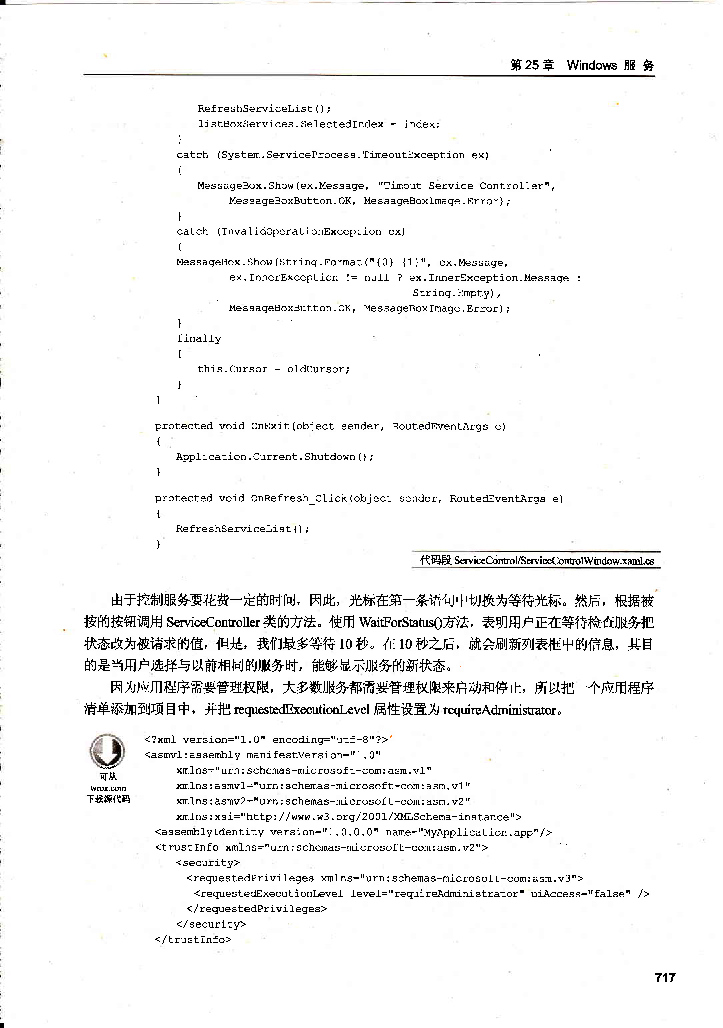 第25章 Windows 服 务
RefreshServiceList();
listBoxServices.SelectedIndex = index;
}
catch (System.ServiceProcess.TimeoutException ex)
{
MessageBox.Show(ex.Message, "Timout Service Controller",
MessageBoxButton.OK, MessageBoxImage.Error);
}
catch (InvalidOperationException ex)
{
MessageBox.Show(String.Format("{0} {1}", ex.Message,
ex.InnerException != null ? ex.InnerException.Message :
String.Empty),
MessageBoxButton.OK, MessageBoxImage.Error);
}
finally
{
this.Cursor = oldCursor;
}
}
protected void OnExit(object sender, RoutedEventArgs e)
{
Application.Current.Shutdown();
}
protected void OnRefresh_Click(object sender, RoutedEventArgs e)
{
RefreshServiceList();
}
代码段 ServiceControl/ServiceControlWindow.xaml.cs
由于控制服务要花费一定的时间，因此，光标在第一条语句中切换为等待光标。然后，根据被
按的按钮调用 ServiceController 类的方法。使用 WaitForStatus()方法，表明用户正在等待检查服务把
状态改为被请求的值，但是，我们最多等待 10 秒。在 10 秒之后，就会刷新列表框中的信息，其目
的是当用户选择与以前相同的服务时，能够显示服务的新状态。
因为应用程序需要管理权限，大多数服务都需要管理权限来启动和停止，所以把一个应用程序
清单添加到项目中，并把 requestedExecutionLevel 属性设置为 requireAdministrator。
可从
wrox.com
下载源代码
<?xml version="1.0" encoding="utf-8"?>
<asmv1:assembly manifestVersion="1.0"
xmlns="urn:schemas-microsoft-com:asm.v1"
xmlns:asmv1="urn:schemas-microsoft-com:asm.v1"
xmlns:asmv2="urn:schemas-microsoft-com:asm.v2"
xmlns:xsi="http://www.w3.org/2001/XMLSchema-instance">
<assemblyIdentity version="1.0.0.0" name="MyApplication.app"/>
<trustInfo xmlns="urn:schemas-microsoft-com:asm.v2">
<security>
<requestedPrivileges xmlns="urn:schemas-microsoft-com:asm.v3">
<requestedExecutionLevel level="requireAdministrator" uiAccess="false" />
</requestedPrivileges>
</security>
</trustInfo>
717